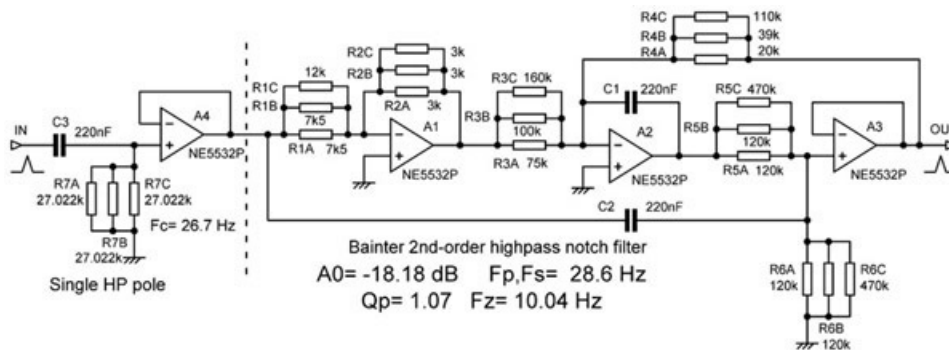 R4C 110k
R4B 39k
R4A 20k
R2C 3k
R2B 3k
R2A 3k
R1C 12k
R1B 7k5
R1A 7k5
R3C 160k
R3B 100k
R3A 75k
C1 220nF
R5C 470k
R5B 120k
R5A 120k
A4
NE5532P
A1
NE5532P
A2
NE5532P
A3
NE5532P
IN
C3 220nF
OU
R7A 27.022k
R7C 27.022k
R7B 27.022k
Fc= 26.7 Hz
Single HP pole
C2 220nF
Bainter 2nd-order highpass notch filter
A0= -18.18 dB Fp,Fs= 28.6 Hz
Qp= 1.07 Fz= 10.04 Hz
R6A 120k
R6C 470k
R6B 120k